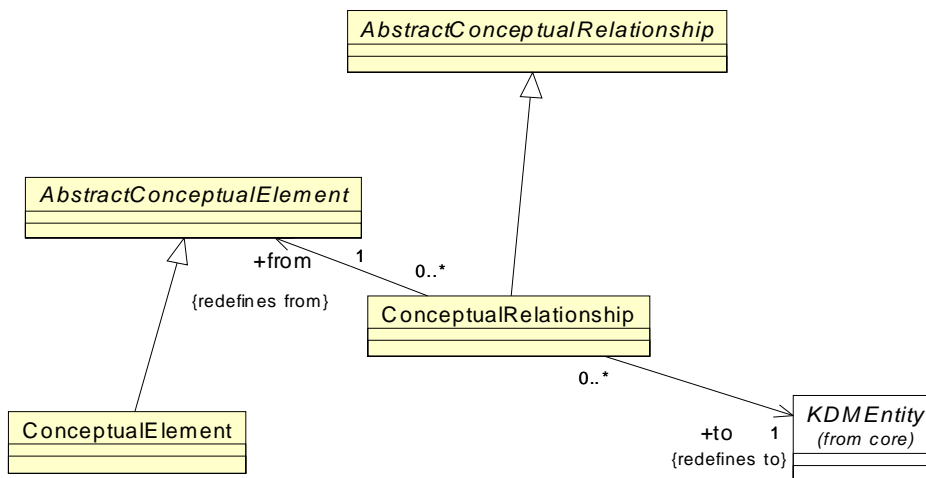 AbstractConceptualRelationship
AbstractConceptualElement
+from
1
0..*
{redefines from}
ConceptualRelationship
0..*
ConceptualElement
KDMEntity
(from core)
+to
1
{redefines to}